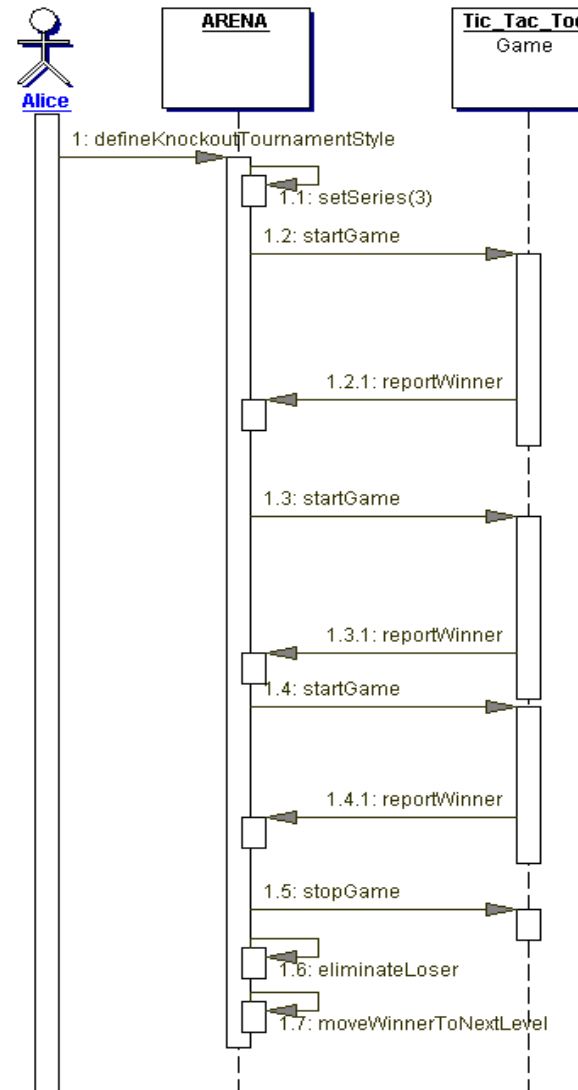 ARENA
Tic_Tac_Toe
Game
Alice
1: defineKnockoutTournamentStyle
1.1: setSeries(3)
1.2: startGame
1.2.1: reportWinner
1.3: startGame
1.3.1: reportWinner
1.4: startGame
1.4.1: reportWinner
1.5: stopGame
1.6: eliminateLoser
1.7: moveWinnerToNextLevel